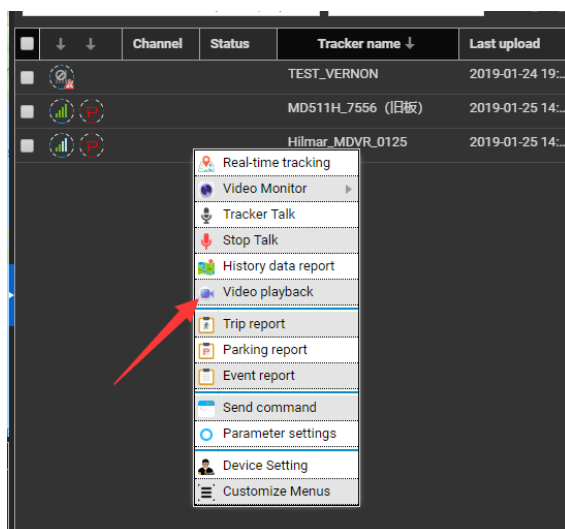 Channel Status Tracker name ↓ Last upload
TEST_VERNON 2019-01-24 19:..
MD511H_7556（旧板） 2019-01-25 14:..
Hilmar_MDVR_0125 2019-01-25 14:..
Real-time tracking
Video Monitor
Tracker Talk
Stop Talk
History data report
Video playback
Trip report
Parking report
Event report
Send command
Parameter settings
Device Setting
Customize Menus